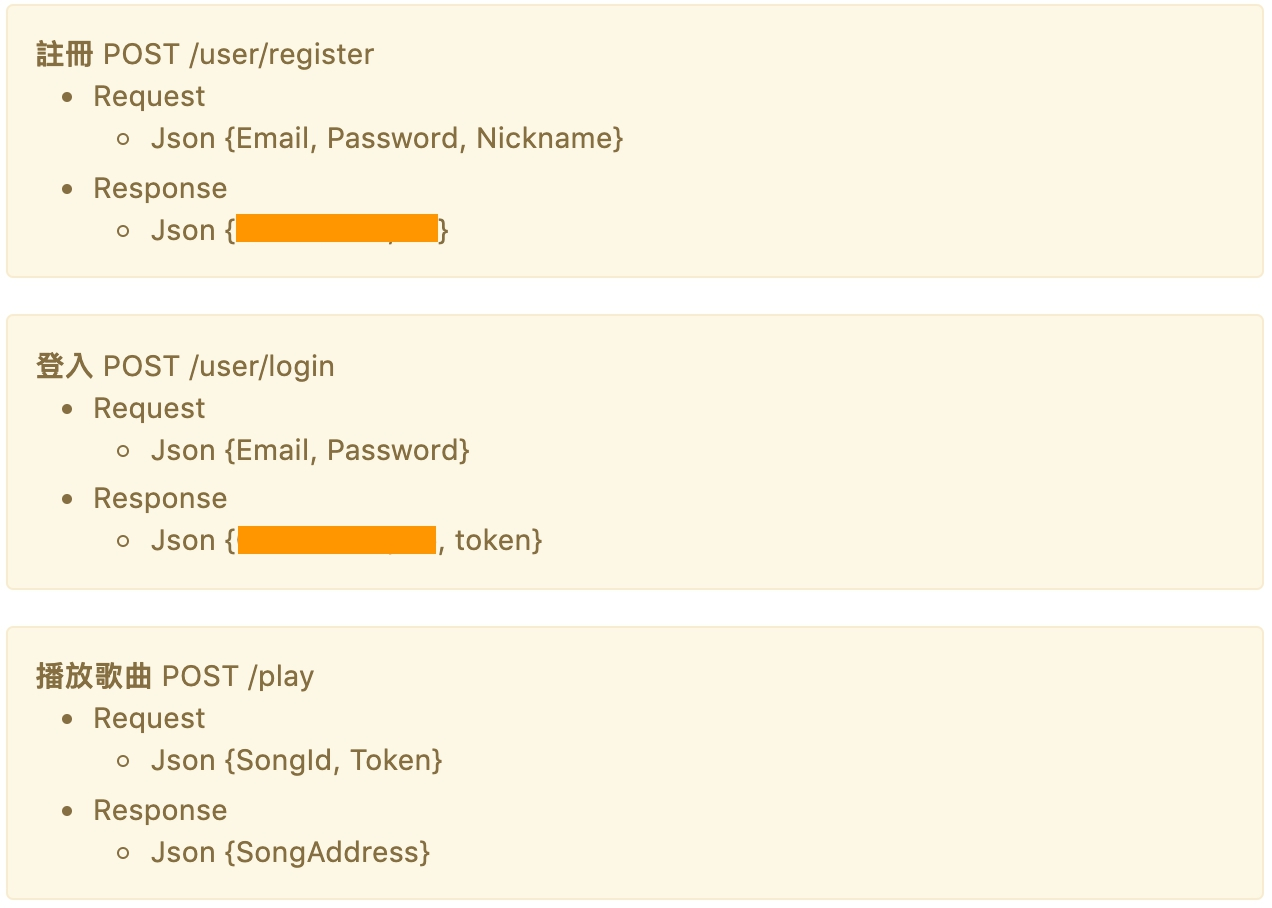 註冊 POST /user/register
Request
Json {Email, Password, Nickname}
Response
Json {}
登入 POST /user/login
Request
Json {Email, Password}
Response
Json {, token}
播放歌曲 POST /play
Request
Json {SongId, Token}
Response
Json {SongAddress}